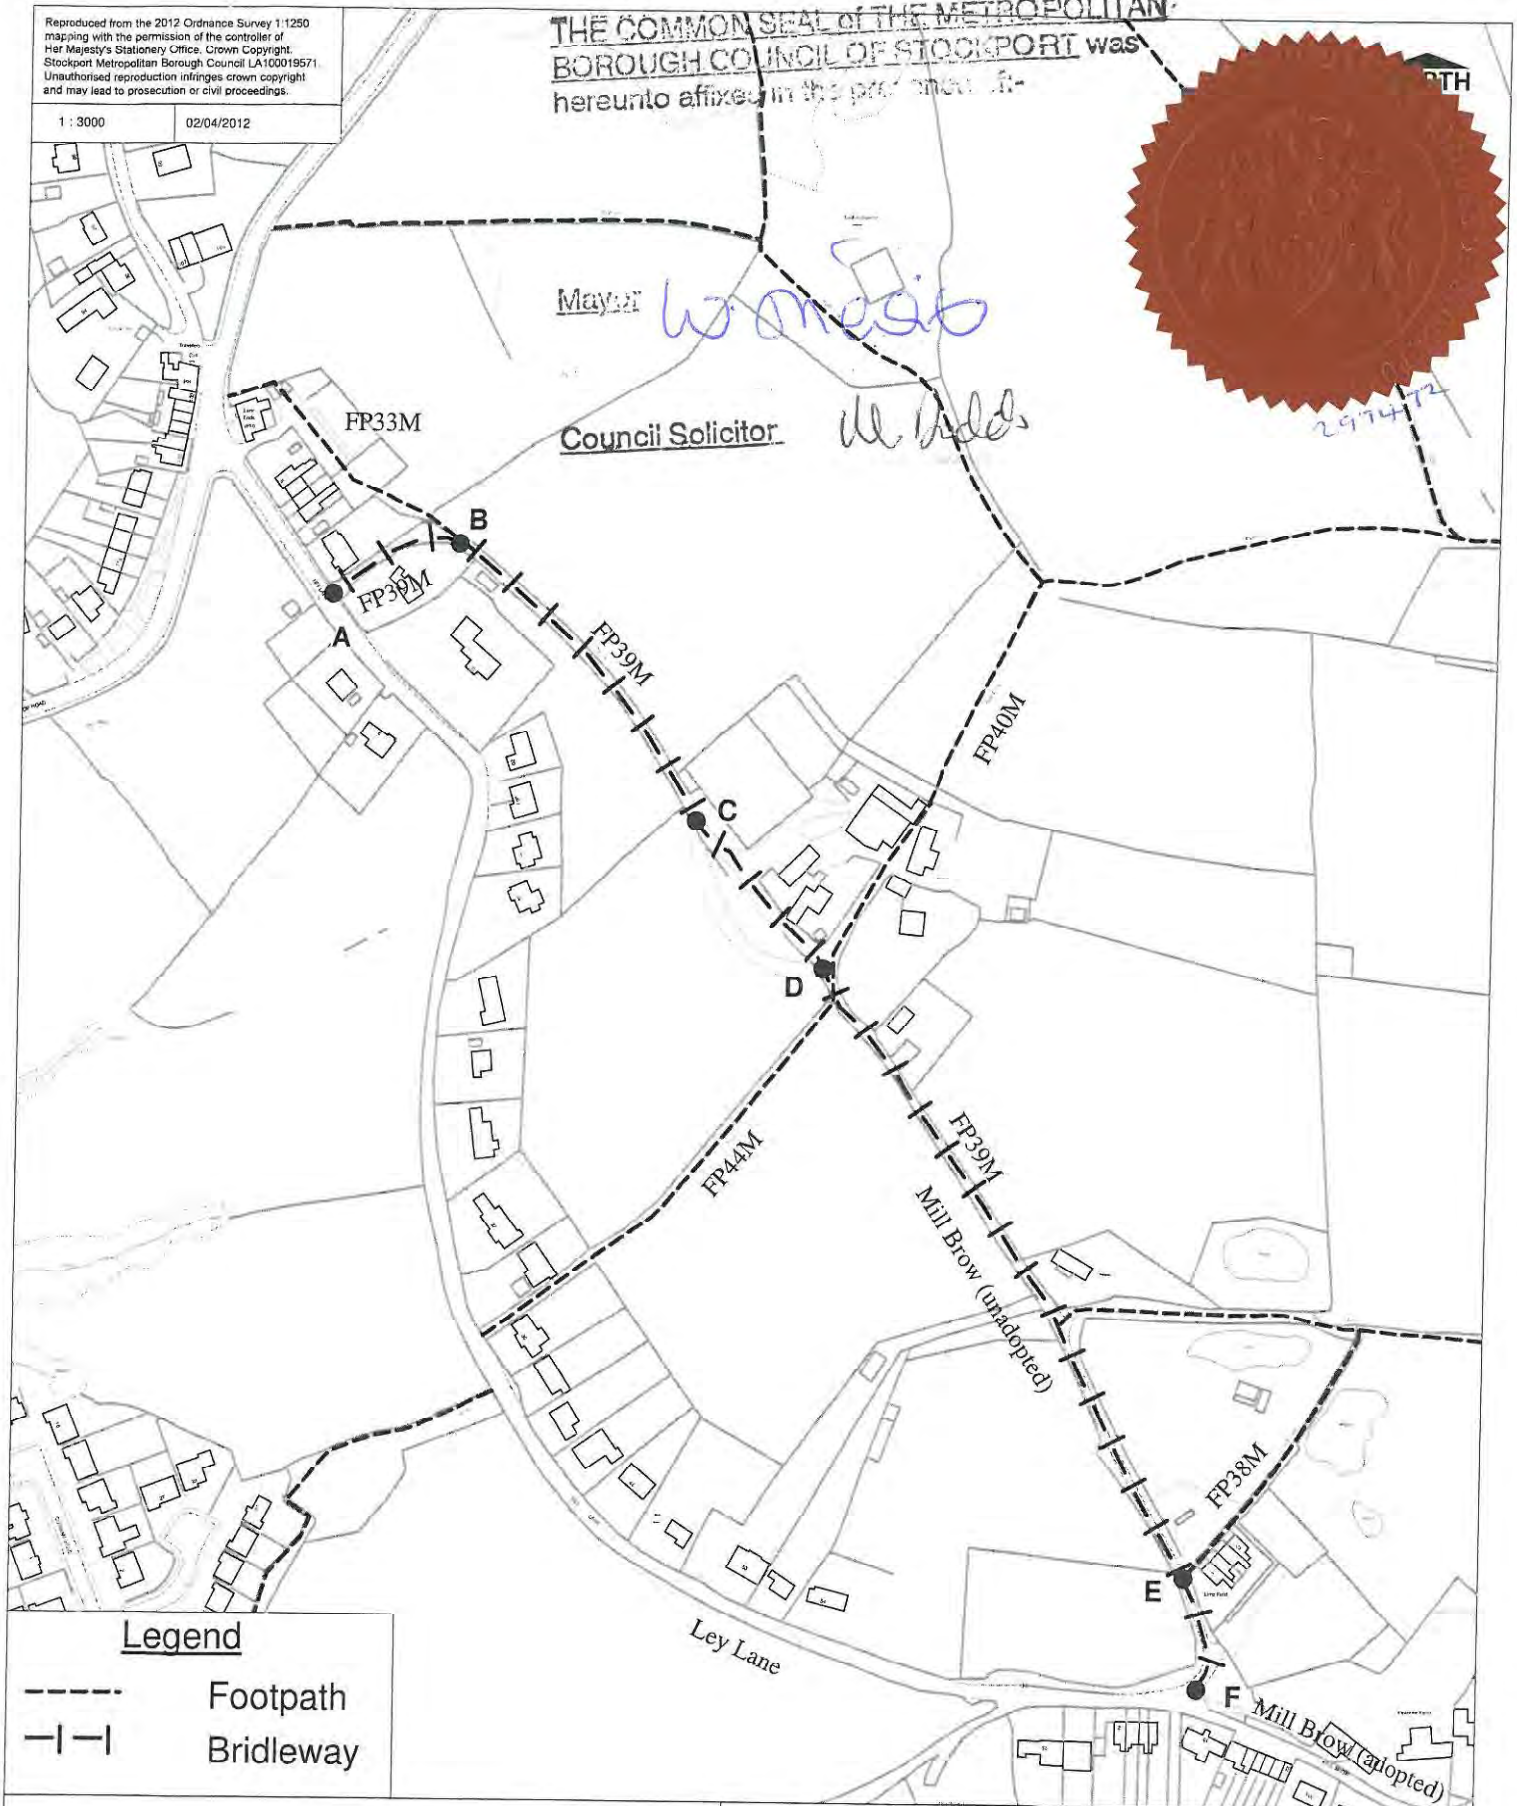 Reproduced from the 2012 Ordnance Survey 1:1250
mapping with the permission of the controller of
Her Majesty's Stationery Office. Crown Copyright.
Stockport Metropolitan Borough Council LA100019571.
Unauthorised reproduction infringes crown copyright
and may lead to prosecution or civil proceedings.
1 : 3000
02/04/2012
THE COMMON SEAL of THE METROPOLITAN
BOROUGH COUNCIL OF STOCKPORT was
hereunto affixed in the presence of:-
Mayor
Council Solicitor
FP33M
B
FP39M
A
FP39M
FP40M
C
D
FP39M
FP44M
Mill Brow (unadopted)
FP38M
E
Ley Lane
F
Mill Brow (adopted)
Legend
Footpath
Bridleway